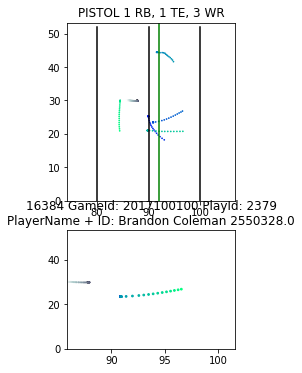 PISTOL 1 RB, 1 TE, 3 WR
50
40
30
20
10
0
80 90 100
16384 GameId: 2017100100 PlayId: 2379
PlayerName + ID: Brandon Coleman 2550328.0
40
20
0
90 95 100